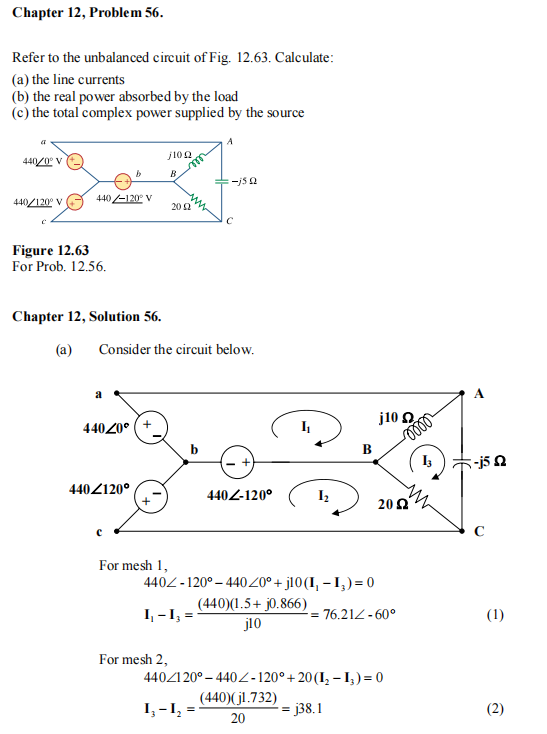 Chapter 12, Problem 56.
Refer to the unbalanced circuit of Fig. 12.63. Calculate:
(a) the line currents
(b) the real power absorbed by the load
(c) the total complex power supplied by the source
a A
440∠0° V + − j10 Ω
b B
+ − −j5 Ω
440∠120° V + − 440∠−120° V 20 Ω
c C
Figure 12.63
For Prob. 12.56.
Chapter 12, Solution 56.
(a) Consider the circuit below.
a A
440∠0° + − I₁ j10 Ω
b B I₃ -j5 Ω
− +
440∠120° + − 440∠-120° I₂ 20 Ω
c C
For mesh 1,
440∠-120° – 440∠0° + j10(I₁ – I₃) = 0
I₁ – I₃ = (440)(1.5 + j0.866) / j10 = 76.21∠-60° (1)
For mesh 2,
440∠120° – 440∠-120° + 20(I₂ – I₃) = 0
I₃ – I₂ = (440)(j1.732) / 20 = j38.1 (2)